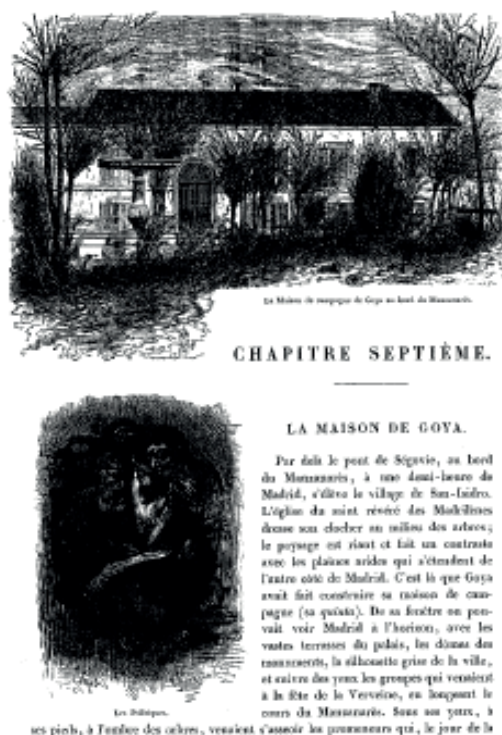 La Maison de campagne de Goya au bord du Manzanarès.
CHAPITRE SEPTIÈME.
LA MAISON DE GOYA.
Par delà le pont de Ségovie, au bord
du Manzanarès, à une demi-heure de
Madrid, s'élève le village de San-Isidro.
L'église du saint révéré des Madrilènes
dresse son clocher au milieu des arbres;
le paysage est riant et fait un contraste
avec les plaines arides qui s'étendent de
l'autre côté de Madrid. C'est là que Goya
avait fait construire sa maison de cam-
pagne (sa quinta). De sa fenêtre on pou-
vait voir Madrid à l'horizon, avec les
vastes terrasses du palais, les dômes des
monuments, la silhouette grise de la ville,
et suivre des yeux les groupes qui venaient
à la fête de la Verveine, en longeant le
cours du Manzanarès. Sous ses yeux, à
Les Politiques.
ses pieds, à l'ombre des arbres, venaient s'asseoir les promeneurs qui, le jour de la